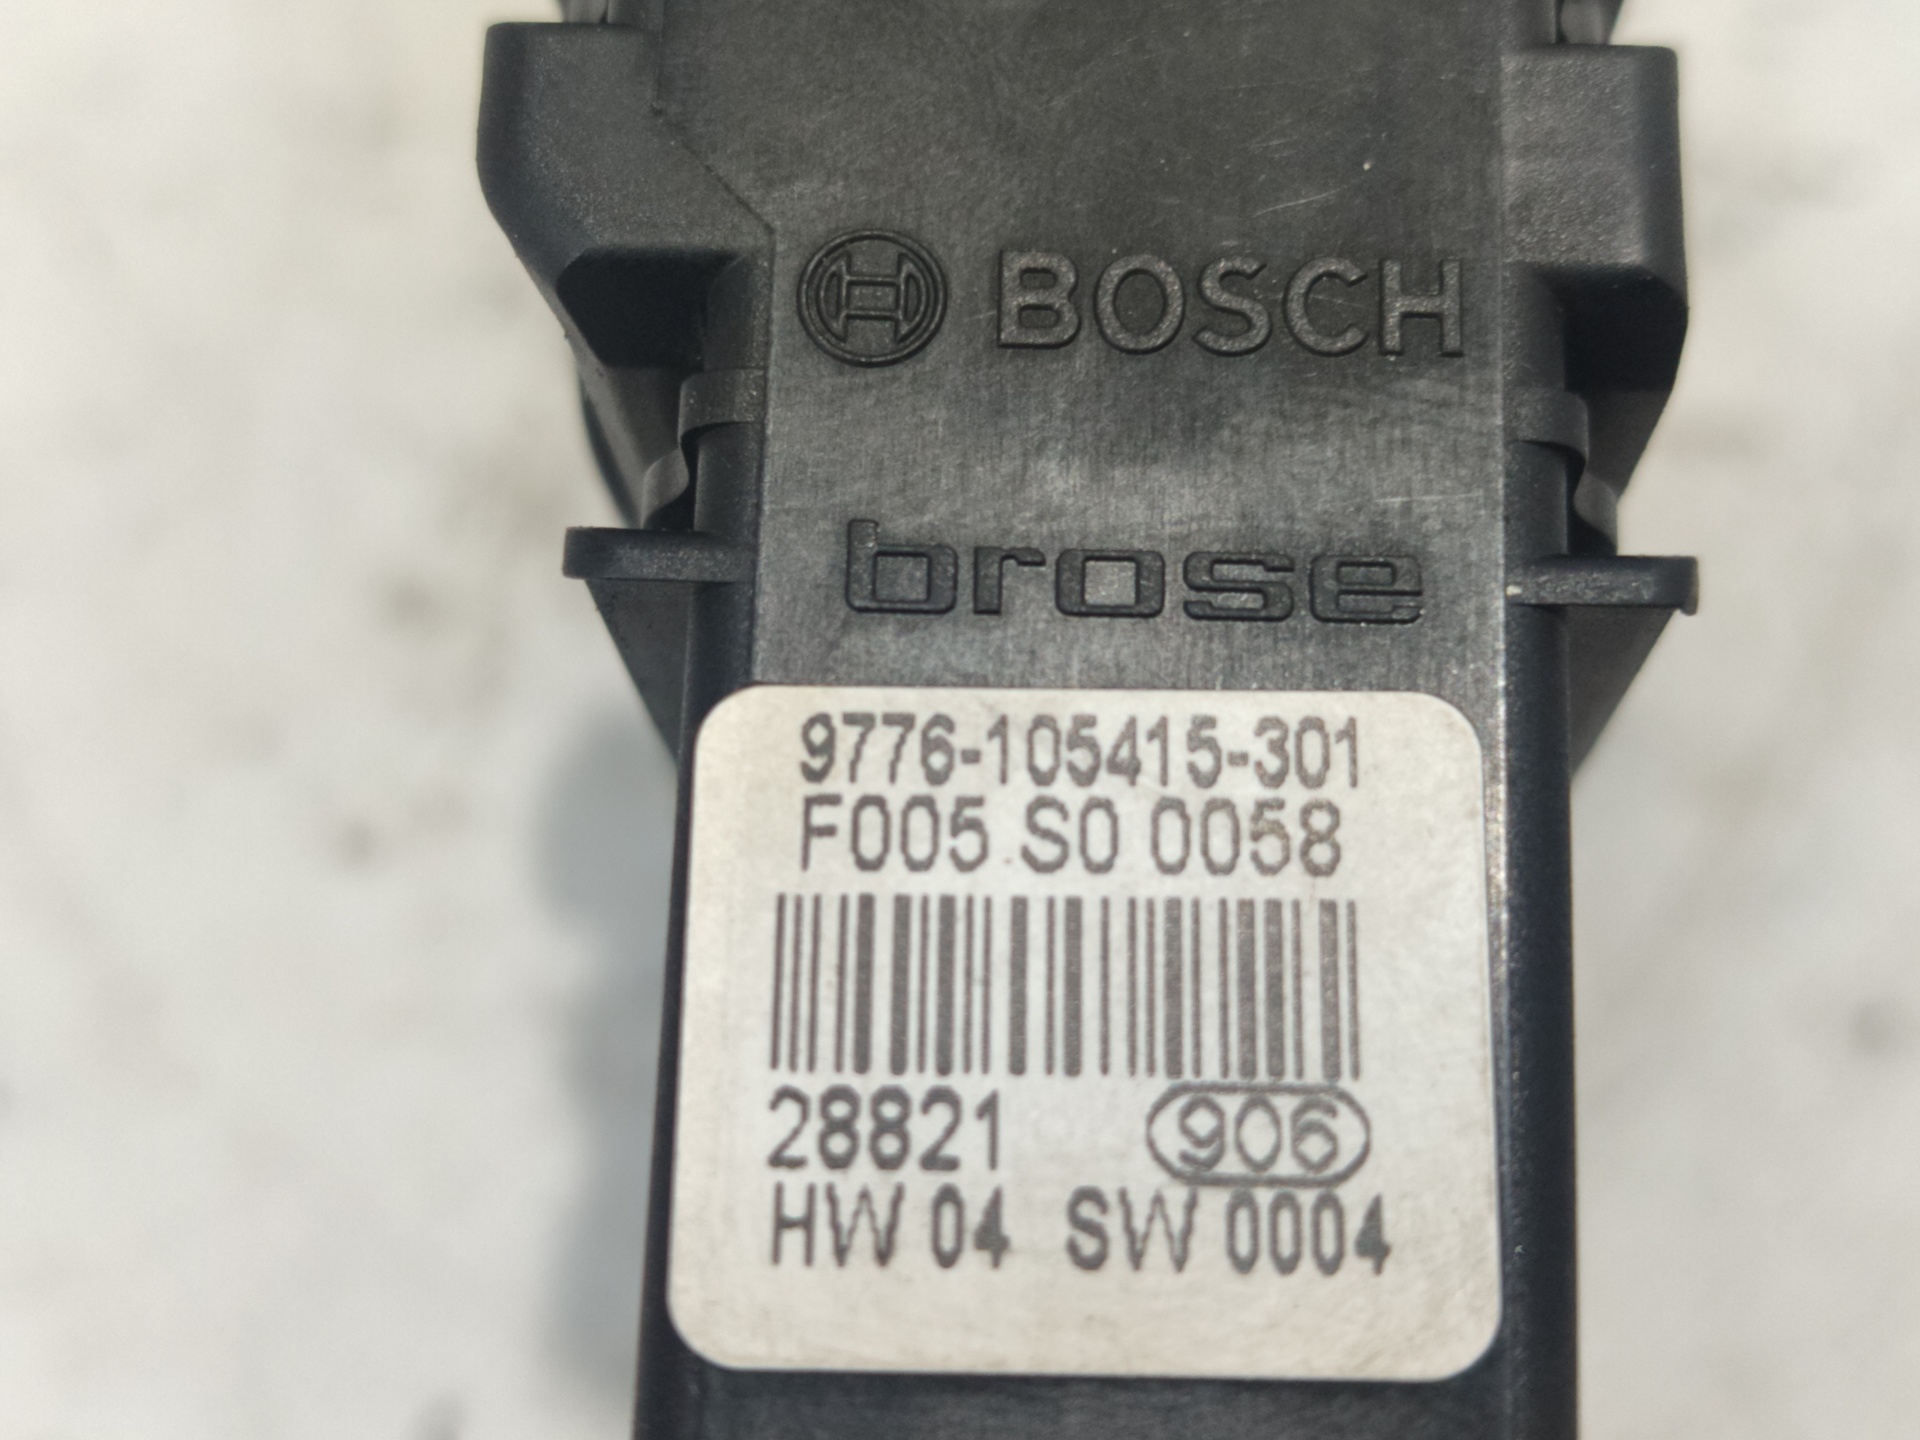 BOSCH
brose
9776-105415-301
F005 S0 0058
28821 906
HW 04 SW 0004